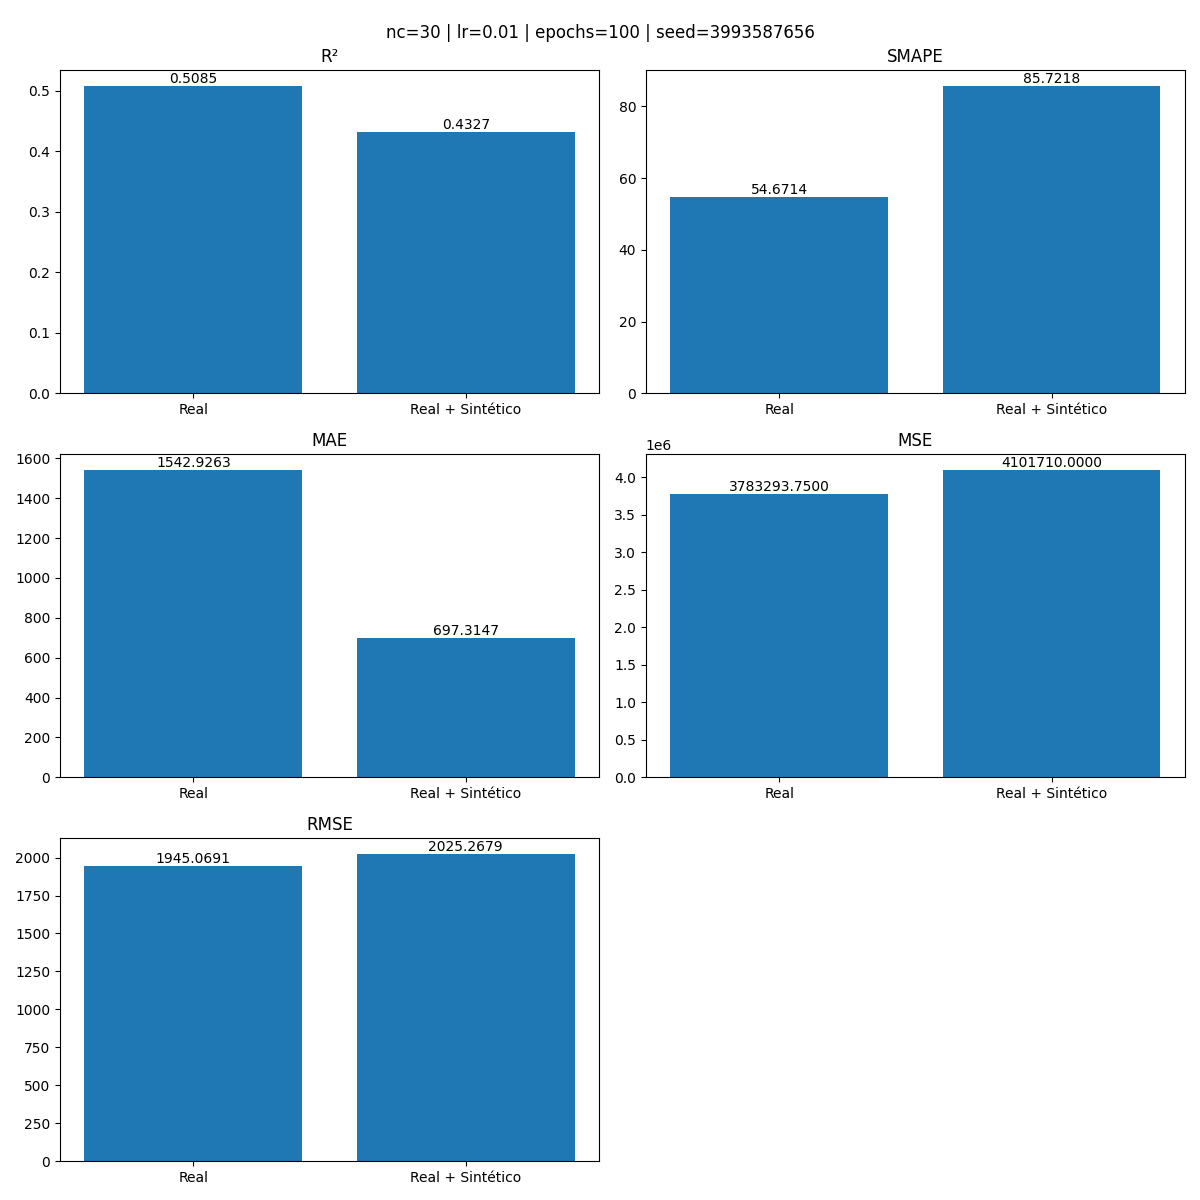 nc=30 | lr=0.01 | epochs=100 | seed=3993587656
R²
0.5085
0.4327
0.5
0.4
0.3
0.2
0.1
0.0
Real
Real + Sintético
SMAPE
85.7218
54.6714
80
60
40
20
0
Real
Real + Sintético
MAE
1542.9263
697.3147
1600
1400
1200
1000
800
600
400
200
0
Real
Real + Sintético
MSE
1e6
4101710.0000
3783293.7500
4.0
3.5
3.0
2.5
2.0
1.5
1.0
0.5
0.0
Real
Real + Sintético
RMSE
1945.0691
2025.2679
2000
1750
1500
1250
1000
750
500
250
0
Real
Real + Sintético